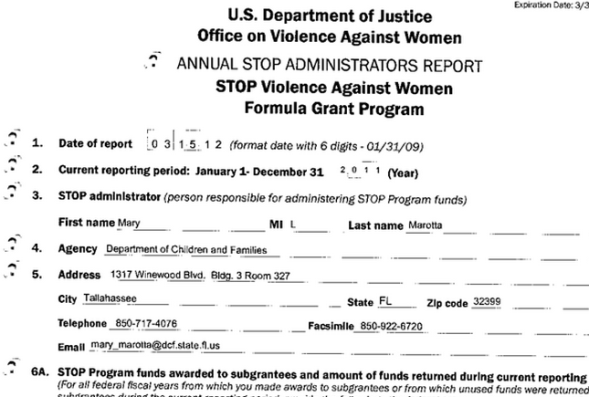 Expiration Date: 3/3
U.S. Department of Justice
Office on Violence Against Women
ANNUAL STOP ADMINISTRATORS REPORT
STOP Violence Against Women
Formula Grant Program
1. Date of report 0 3 1 5 1 2 (format date with 6 digits - 01/31/09)
2. Current reporting period: January 1- December 31 2 0 1 1 (Year)
3. STOP administrator (person responsible for administering STOP Program funds)
First name Mary MI L Last name Marotta
4. Agency Department of Children and Families
5. Address 1317 Winewood Blvd. Bldg. 3 Room 327
City Tallahassee State FL Zip code 32399
Telephone 850-717-4076 Facsimile 850-922-6720
Email mary_marotta@dcf.state.fl.us
6A. STOP Program funds awarded to subgrantees and amount of funds returned during current reporting
(For all federal fiscal years from which you made awards to subgrantees or from which unused funds were returned